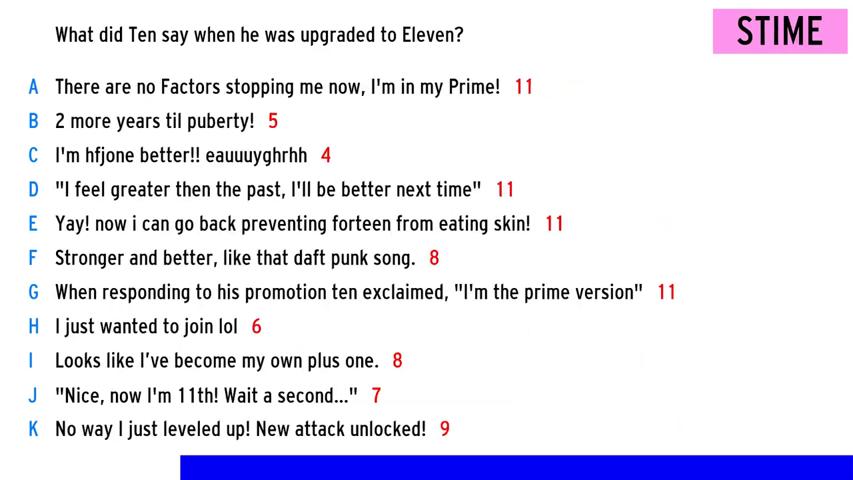 What did Ten say when he was upgraded to Eleven?
STIME
A There are no Factors stopping me now, I'm in my Prime! 11
B 2 more years til puberty! 5
C I'm hfjone better!! eauuuyghrhh 4
D "I feel greater then the past, I'll be better next time" 11
E Yay! now i can go back preventing forteen from eating skin! 11
F Stronger and better, like that daft punk song. 8
G When responding to his promotion ten exclaimed, "I'm the prime version" 11
H I just wanted to join lol 6
I Looks like I've become my own plus one. 8
J "Nice, now I'm 11th! Wait a second..." 7
K No way I just leveled up! New attack unlocked! 9